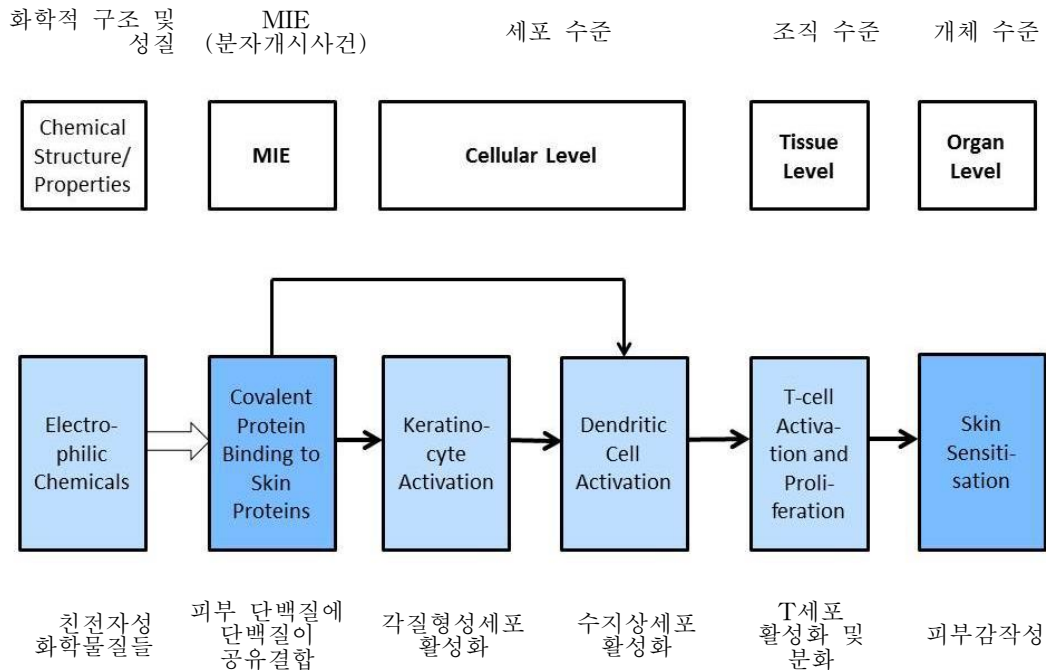 화학적 구조 및
성질
MIE
(분자개시사건)
세포 수준
조직 수준
개체 수준
Chemical
Structure/
Properties
MIE
Cellular Level
Tissue
Level
Organ
Level
Electro-
philic
Chemicals
Covalent
Protein
Binding to
Skin
Proteins
Keratino-
cyte
Activation
Dendritic
Cell
Activation
T-cell
Activa-
tion and
Proli-
feration
Skin
Sensiti-
sation
친전자성
화학물질들
피부 단백질에
단백질이
공유결합
각질형성세포
활성화
수지상세포
활성화
T세포
활성화 및
분화
피부감작성